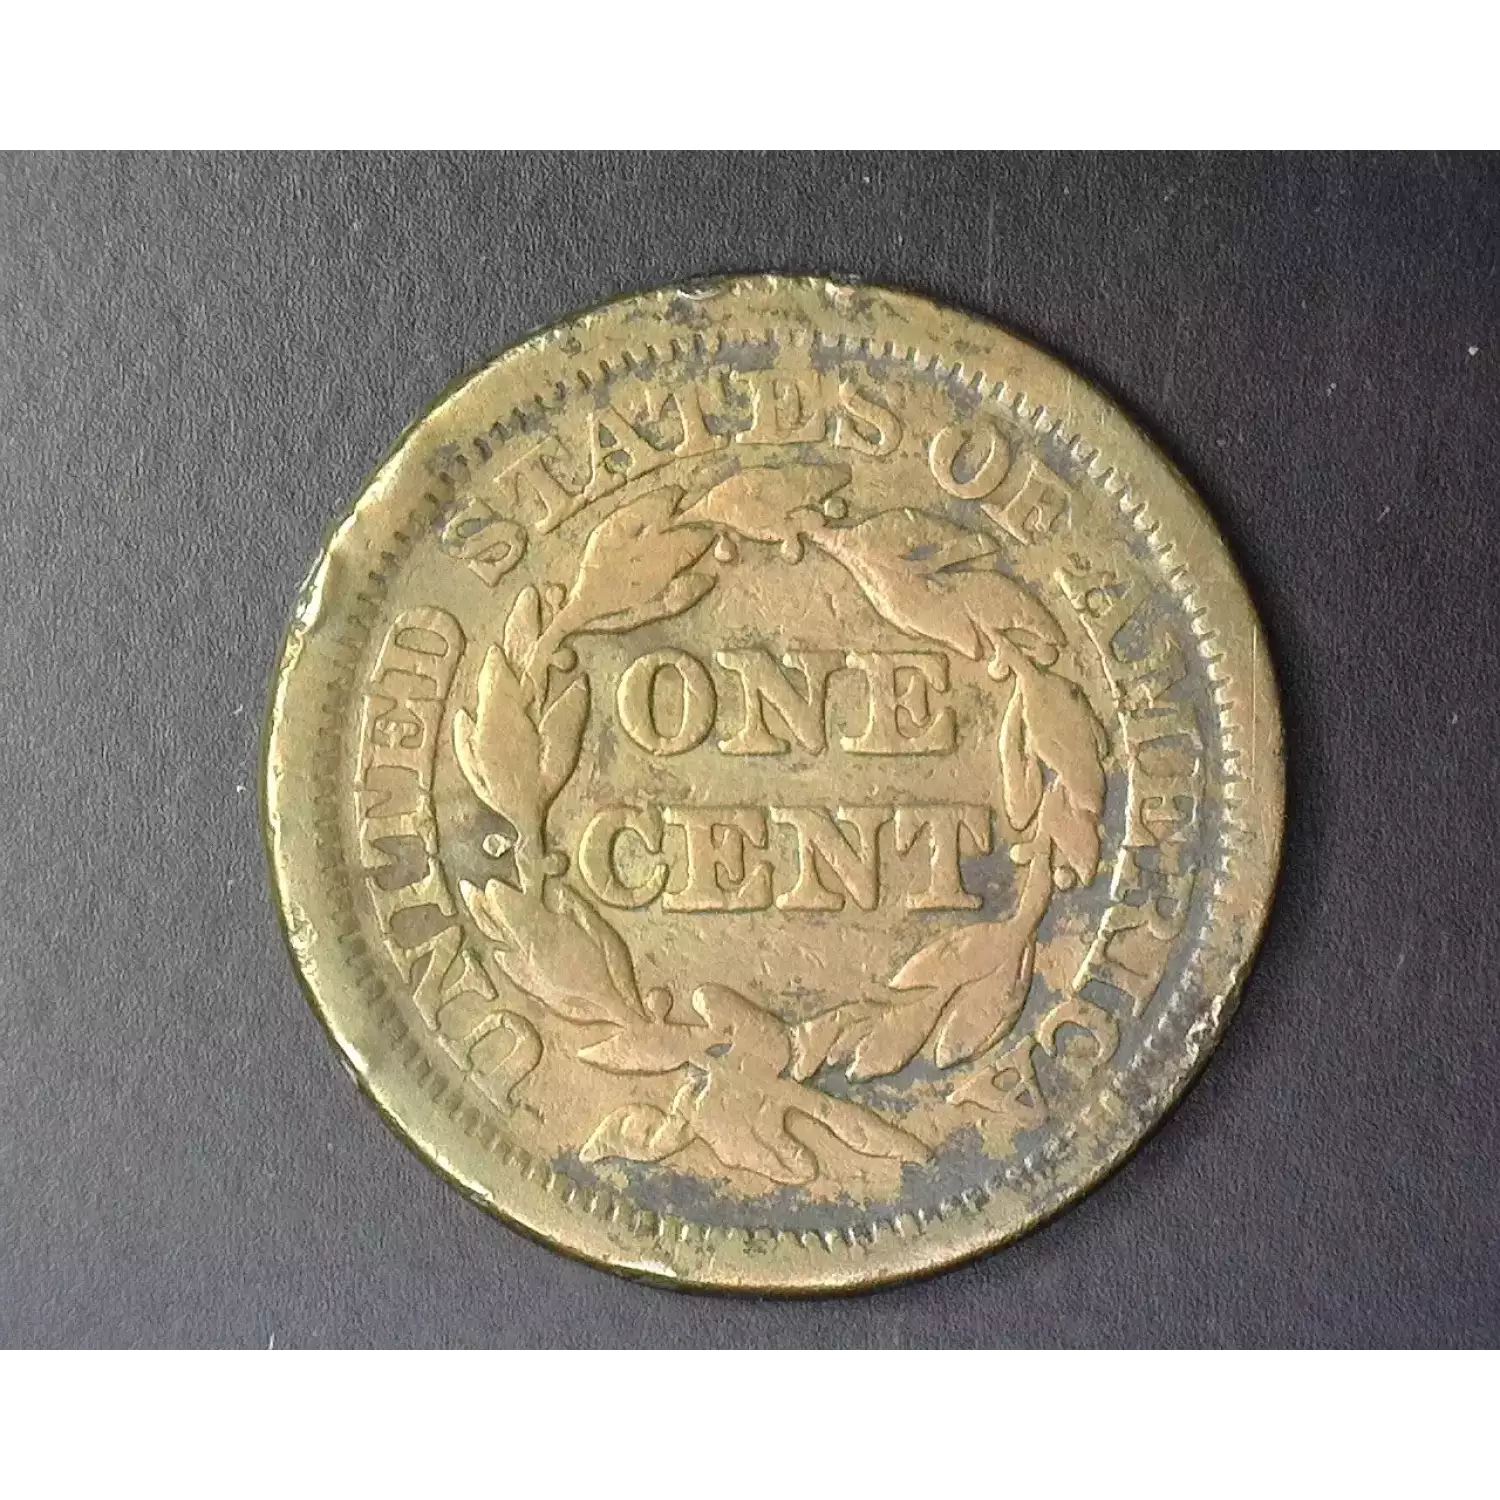 UNITED STATES OF AMERICA
ONE
CENT